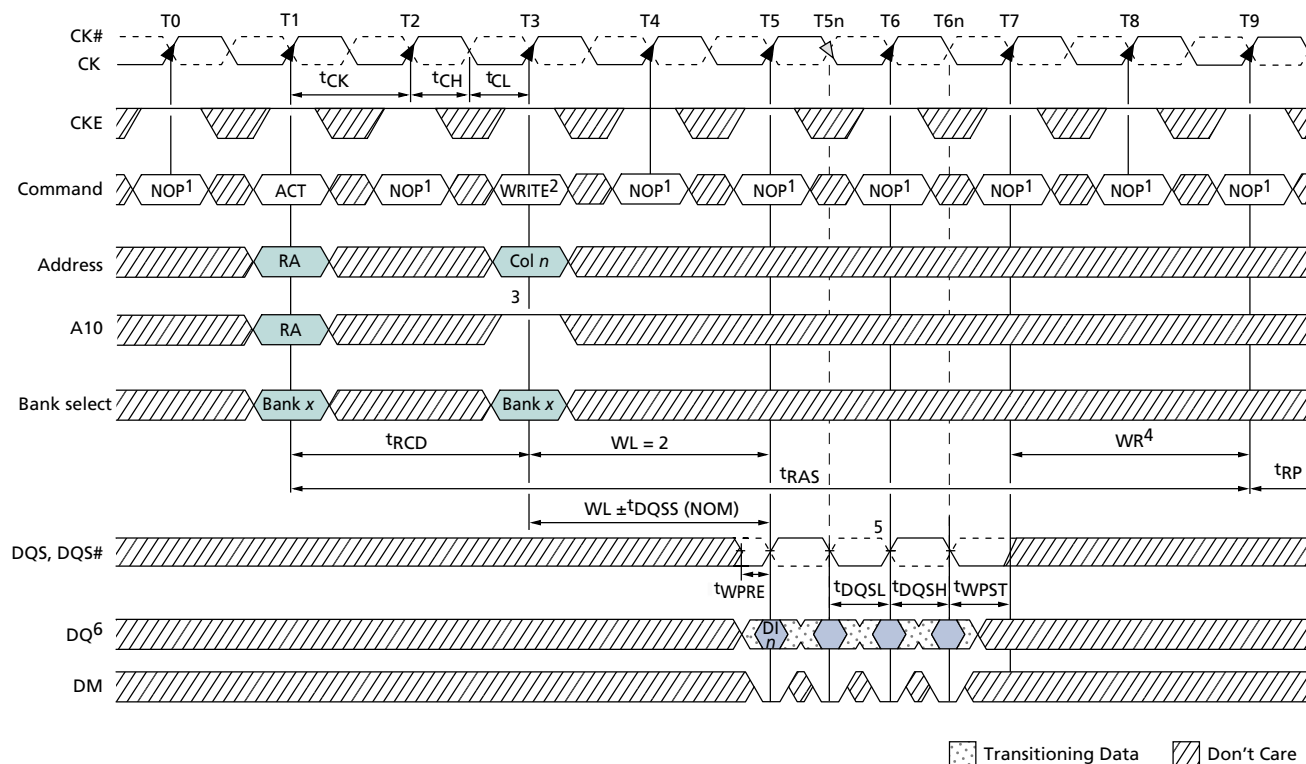 T0 T1 T2 T3 T4 T5 T5n T6 T6n T7 T8 T9
CK#
CK
tCK tCH tCL
CKE
Command NOP1 ACT NOP1 WRITE2 NOP1 NOP1 NOP1 NOP1 NOP1 NOP1
Address RA Col n
3
A10 RA
Bank select Bank x Bank x
tRCD WL = 2 WR4
tRAS tRP
WL ±tDQSS (NOM)
5
DQS, DQS#
tWPRE tDQSL tDQSH tWPST
DQ6 DI n
DM
Transitioning Data Don't Care